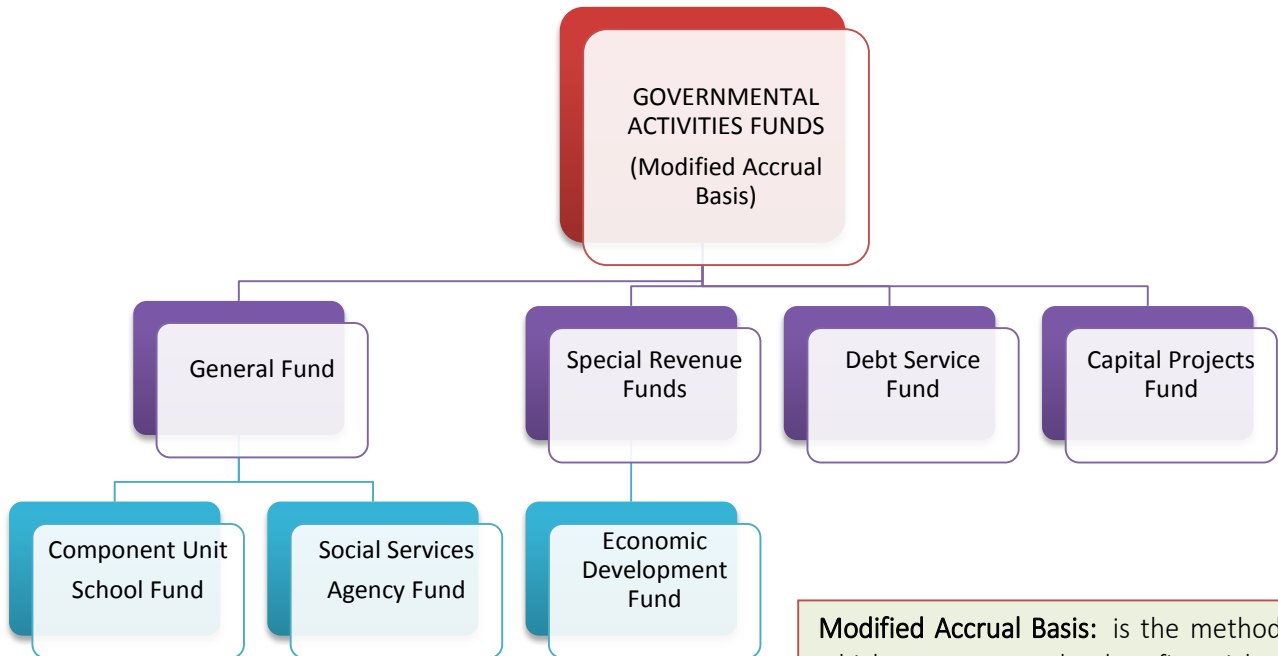 GOVERNMENTAL
ACTIVITIES FUNDS
(Modified Accrual
Basis)
General Fund
Special Revenue
Funds
Debt Service
Fund
Capital Projects
Fund
Component Unit
School Fund
Social Services
Agency Fund
Economic
Development
Fund
Modified Accrual Basis: is the method